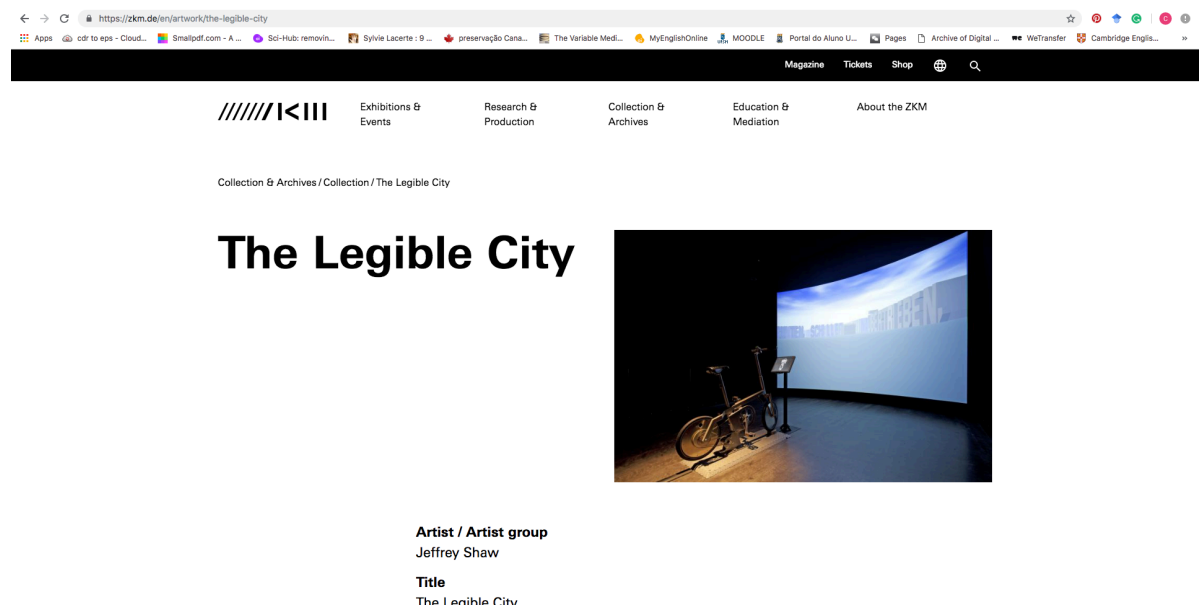 https://zkm.de/en/artwork/the-legible-city
Apps cdr to eps - Cloud... Smallpdf.com - A ... Sci-Hub: removin... Sylvie Lacerte : 9 ... preservação Cana... The Variable Medi... MyEnglishOnline MOODLE Portal do Aluno U... Pages Archive of Digital ... WeTransfer Cambridge Englis... »
Magazine Tickets Shop
Exhibitions & Events
Research & Production
Collection & Archives
Education & Mediation
About the ZKM
Collection & Archives / Collection / The Legible City
The Legible City
Artist / Artist group
Jeffrey Shaw
Title
The Legible City